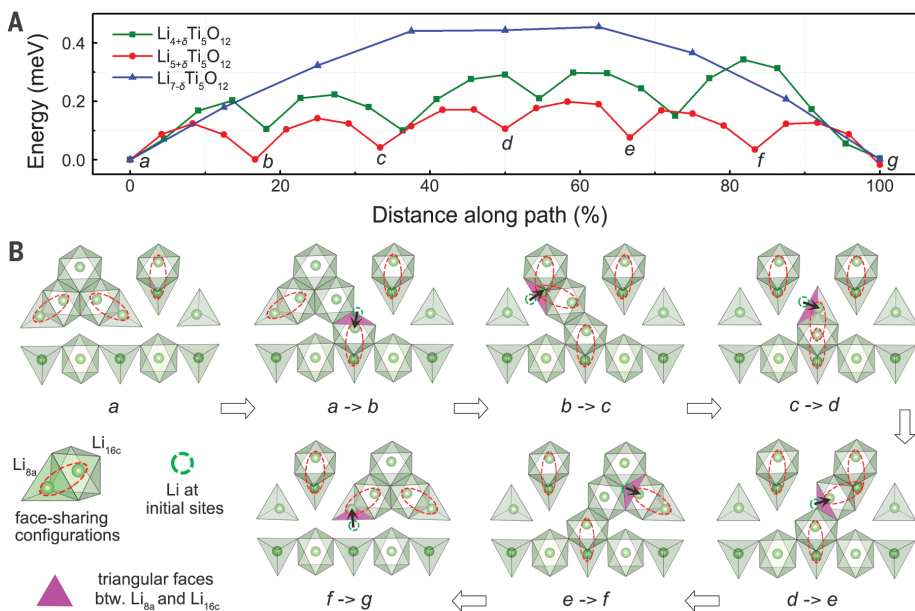 A
Energy (meV)
0.4
0.2
0.0
Li4+δTi5O12
Li5+δTi5O12
Li7-δTi5O12
a
b
c
d
e
f
g
0
20
40
60
80
100
Distance along path (%)
B
a
a -> b
b -> c
c -> d
Li8a
Li16c
face-sharing
configurations
Li at
initial sites
triangular faces
btw. Li8a and Li16c
f -> g
e -> f
d -> e